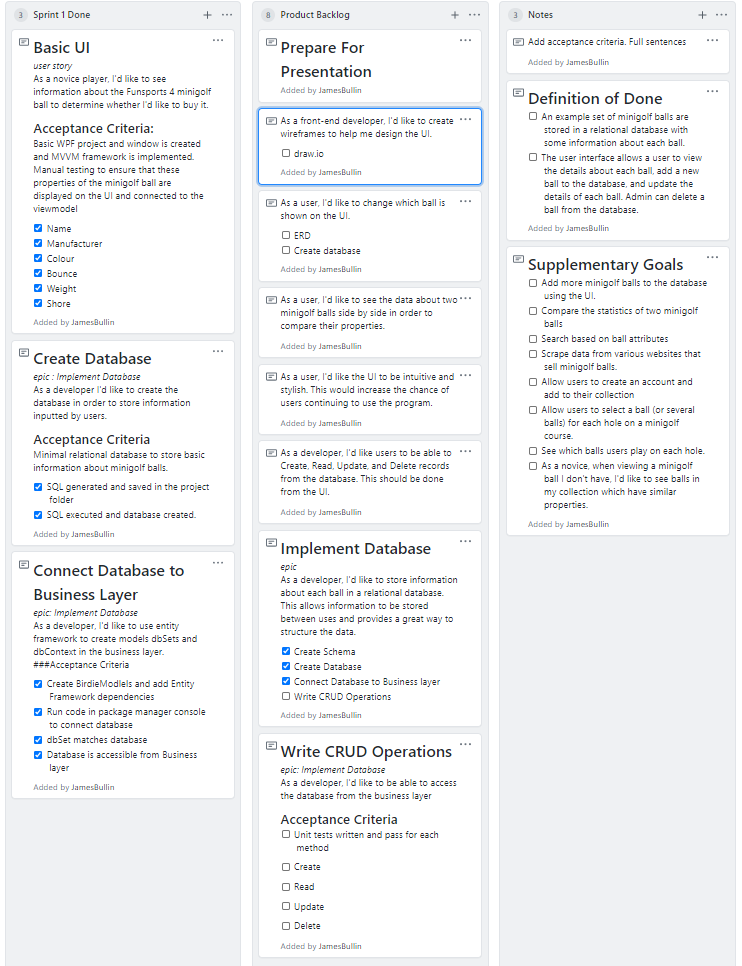 3 Sprint 1 Done + ...
Basic UI ...
user story
As a novice player, I'd like to see
information about the Funsports 4 minigolf
ball to determine whether I'd like to buy it.
Acceptance Criteria:
Basic WPF project and window is created
and MVVM framework is implemented.
Manual testing to ensure that these
properties of the minigolf ball are
displayed on the UI and connected to the
viewmodel
Name
Manufacturer
Colour
Bounce
Weight
Shore
Added by JamesBullin
Create Database ...
epic : Implement Database
As a developer I'd like to create the
database in order to store information
inputted by users.
Acceptance Criteria
Minimal relational database to store basic
information about minigolf balls.
SQL generated and saved in the project
folder
SQL executed and database created.
Added by JamesBullin
Connect Database to ...
Business Layer
epic: Implement Database
As a developer, I'd like to use entity
framework to create models dbSets and
dbContext in the business layer.
###Acceptance Criteria
Create BirdieModlels and add Entity
Framework dependencies
Run code in package manager console
to connect database
dbSet matches database
Database is accessible from Business
layer
Added by JamesBullin
8 Product Backlog + ...
Prepare For ...
Presentation
Added by JamesBullin
As a front-end developer, I'd like to create ...
wireframes to help me design the UI.
draw.io
Added by JamesBullin
As a user, I'd like to change which ball is ...
shown on the UI.
ERD
Create database
Added by JamesBullin
As a user, I'd like to see the data about two ...
minigolf balls side by side in order to
compare their properties.
Added by JamesBullin
As a user, I'd like the UI to be intuitive and ...
stylish. This would increase the chance of
users continuing to use the program.
Added by JamesBullin
As a developer, I'd like users to be able to ...
Create, Read, Update, and Delete records
from the database. This should be done
from the UI.
Added by JamesBullin
Implement Database ...
epic
As a developer, I'd like to store information
about each ball in a relational database.
This allows information to be stored
between uses and provides a great way to
structure the data.
Create Schema
Create Database
Connect Database to Business layer
Write CRUD Operations
Added by JamesBullin
Write CRUD Operations ...
epic: Implement Database
As a developer, I'd like to be able to access
the database from the business layer
Acceptance Criteria
Unit tests written and pass for each
method
Create
Read
Update
Delete
Added by JamesBullin
3 Notes + ...
Add acceptance criteria. Full sentences ...
Added by JamesBullin
Definition of Done ...
An example set of minigolf balls are
stored in a relational database with
some information about each ball.
The user interface allows a user to view
the details about each ball, add a new
ball to the database, and update the
details of each ball. Admin can delete a
ball from the database.
Added by JamesBullin
Supplementary Goals ...
Add more minigolf balls to the database
using the UI.
Compare the statistics of two minigolf
balls
Search based on ball attributes
Scrape data from various websites that
sell minigolf balls.
Allow users to create an account and
add to their collection
Allow users to select a ball (or several
balls) for each hole on a minigolf
course.
See which balls users play on each hole.
As a novice, when viewing a minigolf
ball I don't have, I'd like to see balls in
my collection which have similar
properties.
Added by JamesBullin